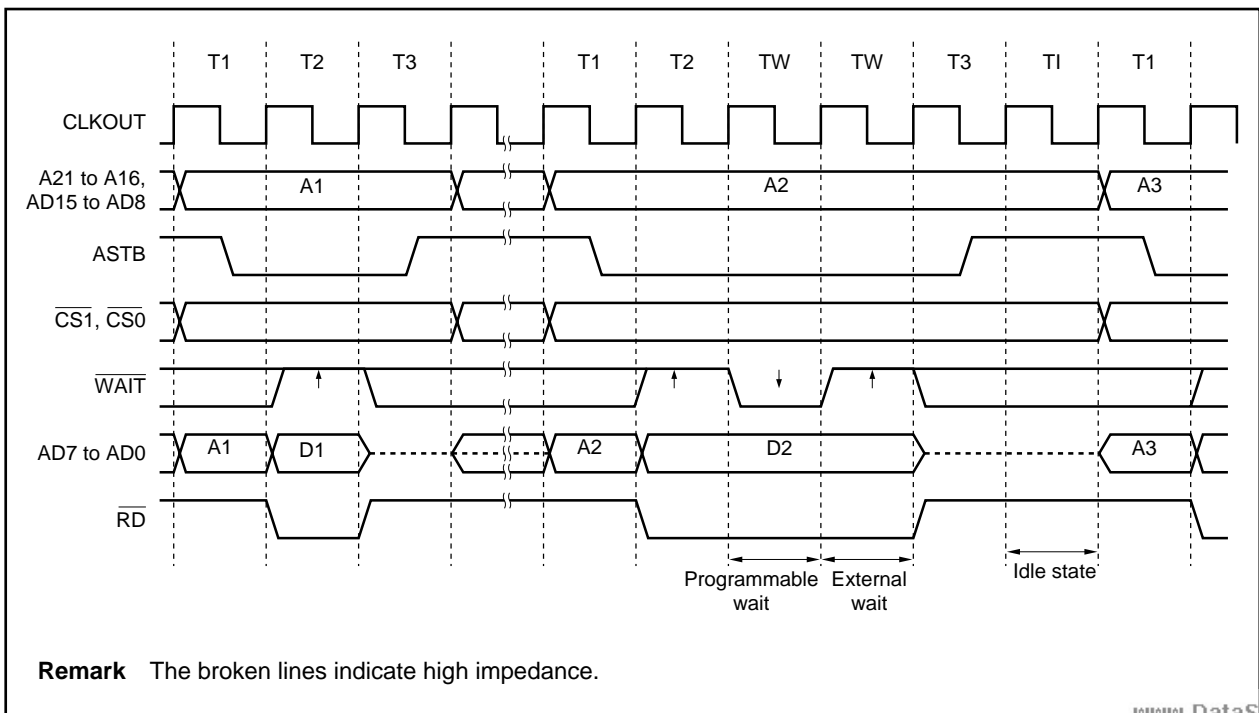 T1 T2 T3 T1 T2 TW TW T3 TI T1
CLKOUT
A21 to A16,
AD15 to AD8
A1 A2 A3
ASTB
CS1, CS0
WAIT
AD7 to AD0
A1 D1 A2 D2 A3
RD
Programmable
wait
External
wait
Idle state
Remark The broken lines indicate high impedance.